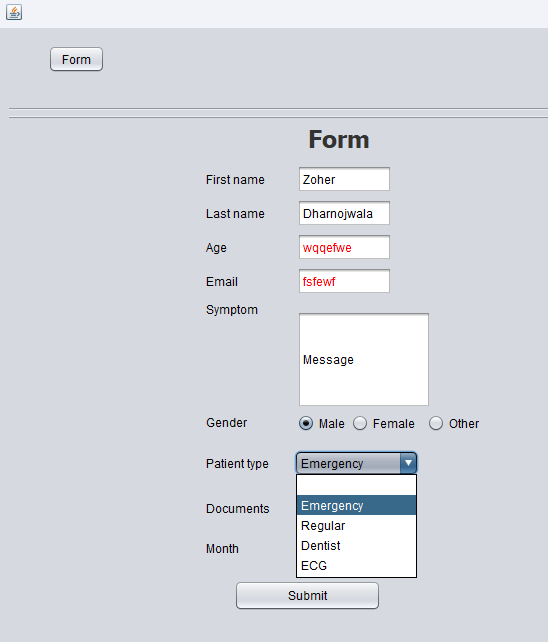 Form
Form
First name Zoher
Last name Dharnojwala
Age wqqefwe
Email fsfewf
Symptom
Message
Gender Male Female Other
Patient type Emergency
Emergency
Documents
Regular
Dentist
Month
ECG
Submit